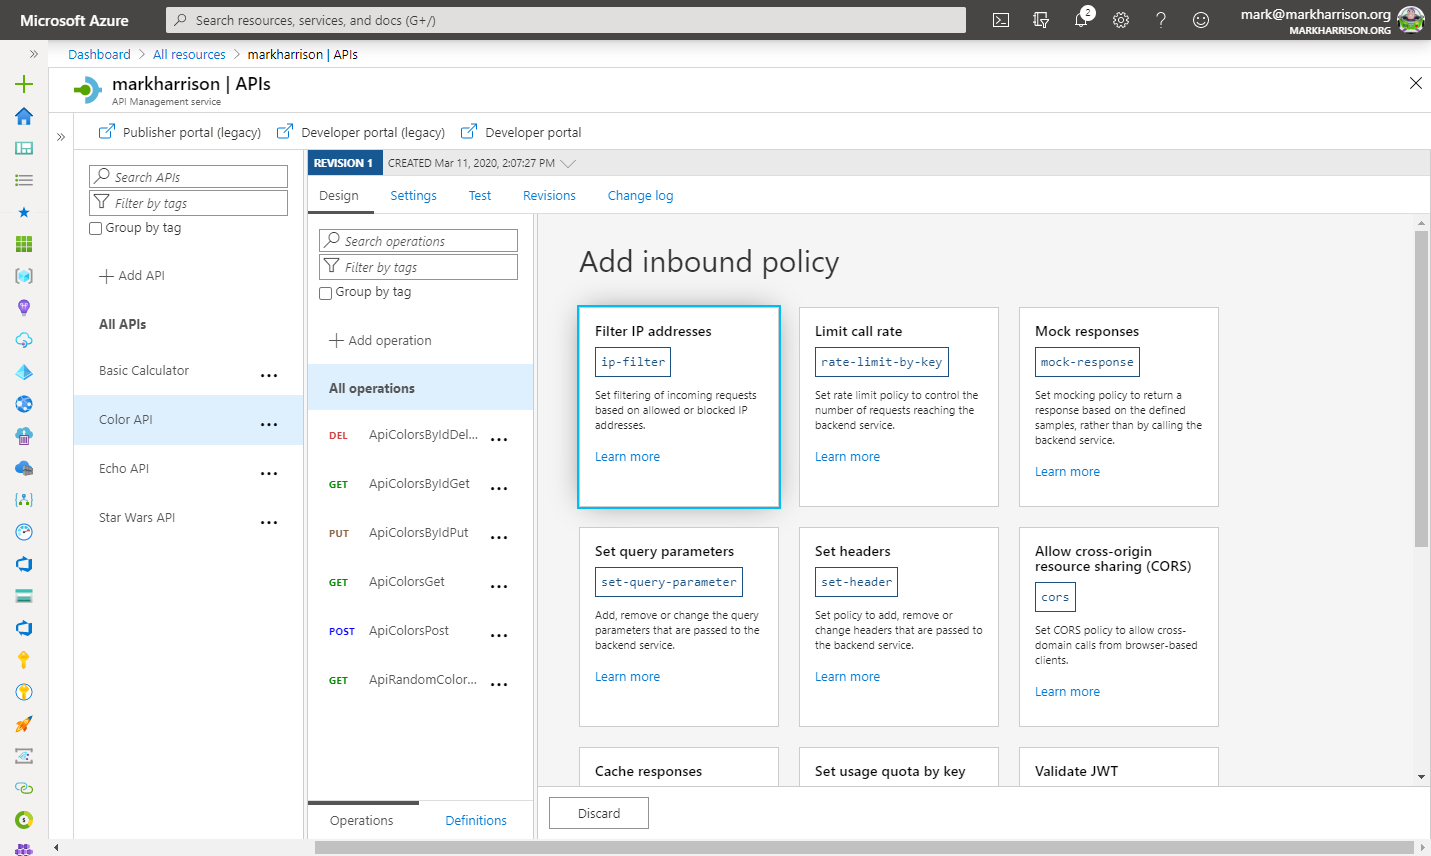 Microsoft Azure
Search resources, services, and docs (G+/)
2
mark@markharrison.org
MARKHARRISON.ORG
Dashboard > All resources > markharrison | APIs
markharrison | APIs
API Management service
Publisher portal (legacy)
Developer portal (legacy)
Developer portal
Search APIs
Filter by tags
Group by tag
Add API
All APIs
Basic Calculator
Color API
Echo API
Star Wars API
REVISION 1
CREATED Mar 11, 2020, 2:07:27 PM
Design
Settings
Test
Revisions
Change log
Search operations
Filter by tags
Group by tag
Add operation
All operations
DEL ApiColorsByIdDel...
GET ApiColorsByIdGet
PUT ApiColorsByIdPut
GET ApiColorsGet
POST ApiColorsPost
GET ApiRandomColor...
Operations
Definitions
Add inbound policy
Filter IP addresses
ip-filter
Set filtering of incoming requests
based on allowed or blocked IP
addresses.
Learn more
Limit call rate
rate-limit-by-key
Set rate limit policy to control the
number of requests reaching the
backend service.
Learn more
Mock responses
mock-response
Set mocking policy to return a
response based on the defined
samples, rather than by calling the
backend service.
Learn more
Set query parameters
set-query-parameter
Add, remove or change the query
parameters that are passed to the
backend service.
Learn more
Set headers
set-header
Set policy to add, remove or
change headers that are passed to
the backend service.
Learn more
Allow cross-origin
resource sharing (CORS)
cors
Set CORS policy to allow cross-
domain calls from browser-based
clients.
Learn more
Cache responses
Set usage quota by key
Validate JWT
Discard